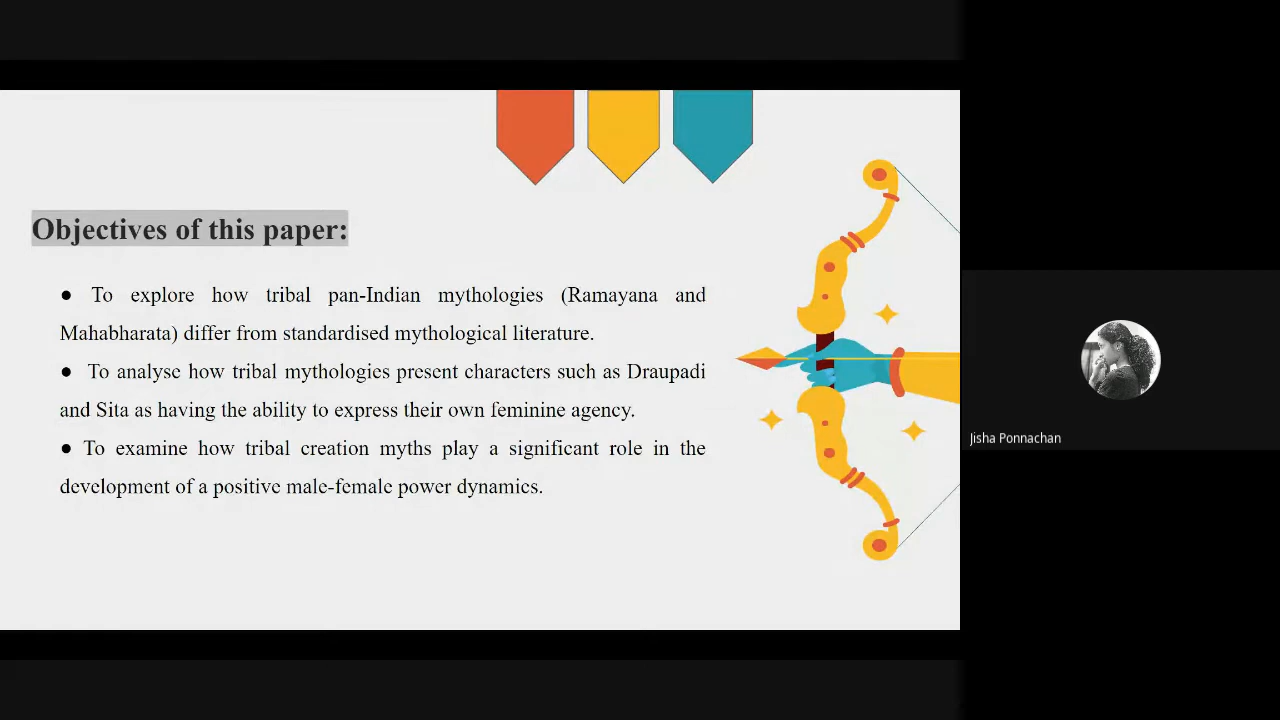 Objectives of this paper:
● To explore how tribal pan-Indian mythologies (Ramayana and
Mahabharata) differ from standardised mythological literature.
● To analyse how tribal mythologies present characters such as Draupadi
and Sita as having the ability to express their own feminine agency.
● To examine how tribal creation myths play a significant role in the
development of a positive male-female power dynamics.
Jisha Ponnachan